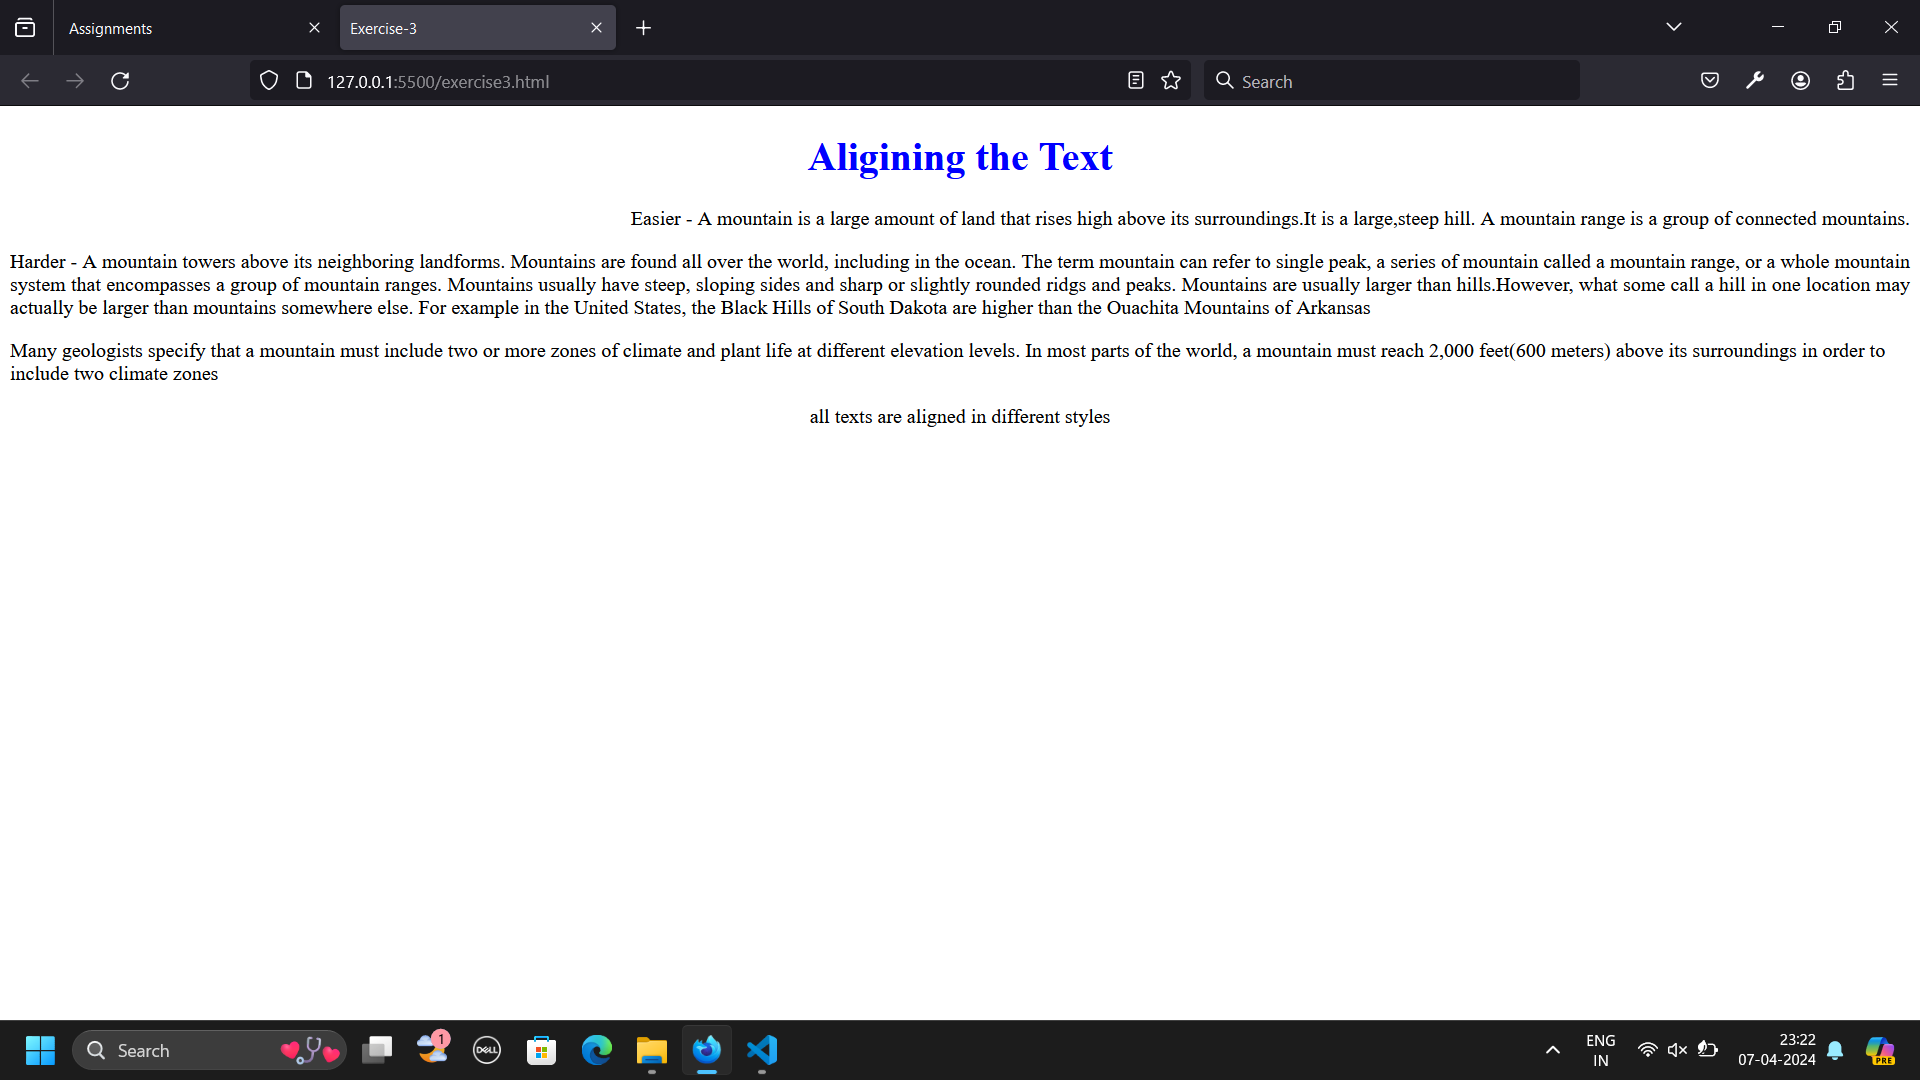 Assignments
Exercise-3
127.0.0.1:5500/exercise3.html
Search
Aligining the Text
Easier - A mountain is a large amount of land that rises high above its surroundings.It is a large,steep hill. A mountain range is a group of connected mountains.
Harder - A mountain towers above its neighboring landforms. Mountains are found all over the world, including in the ocean. The term mountain can refer to single peak, a series of mountain called a mountain range, or a whole mountain
system that encompasses a group of mountain ranges. Mountains usually have steep, sloping sides and sharp or slightly rounded ridgs and peaks. Mountains are usually larger than hills.However, what some call a hill in one location may
actually be larger than mountains somewhere else. For example in the United States, the Black Hills of South Dakota are higher than the Ouachita Mountains of Arkansas
Many geologists specify that a mountain must include two or more zones of climate and plant life at different elevation levels. In most parts of the world, a mountain must reach 2,000 feet(600 meters) above its surroundings in order to
include two climate zones
all texts are aligned in different styles
Search
1
DELL
ENG
IN
23:22
07-04-2024
PRE